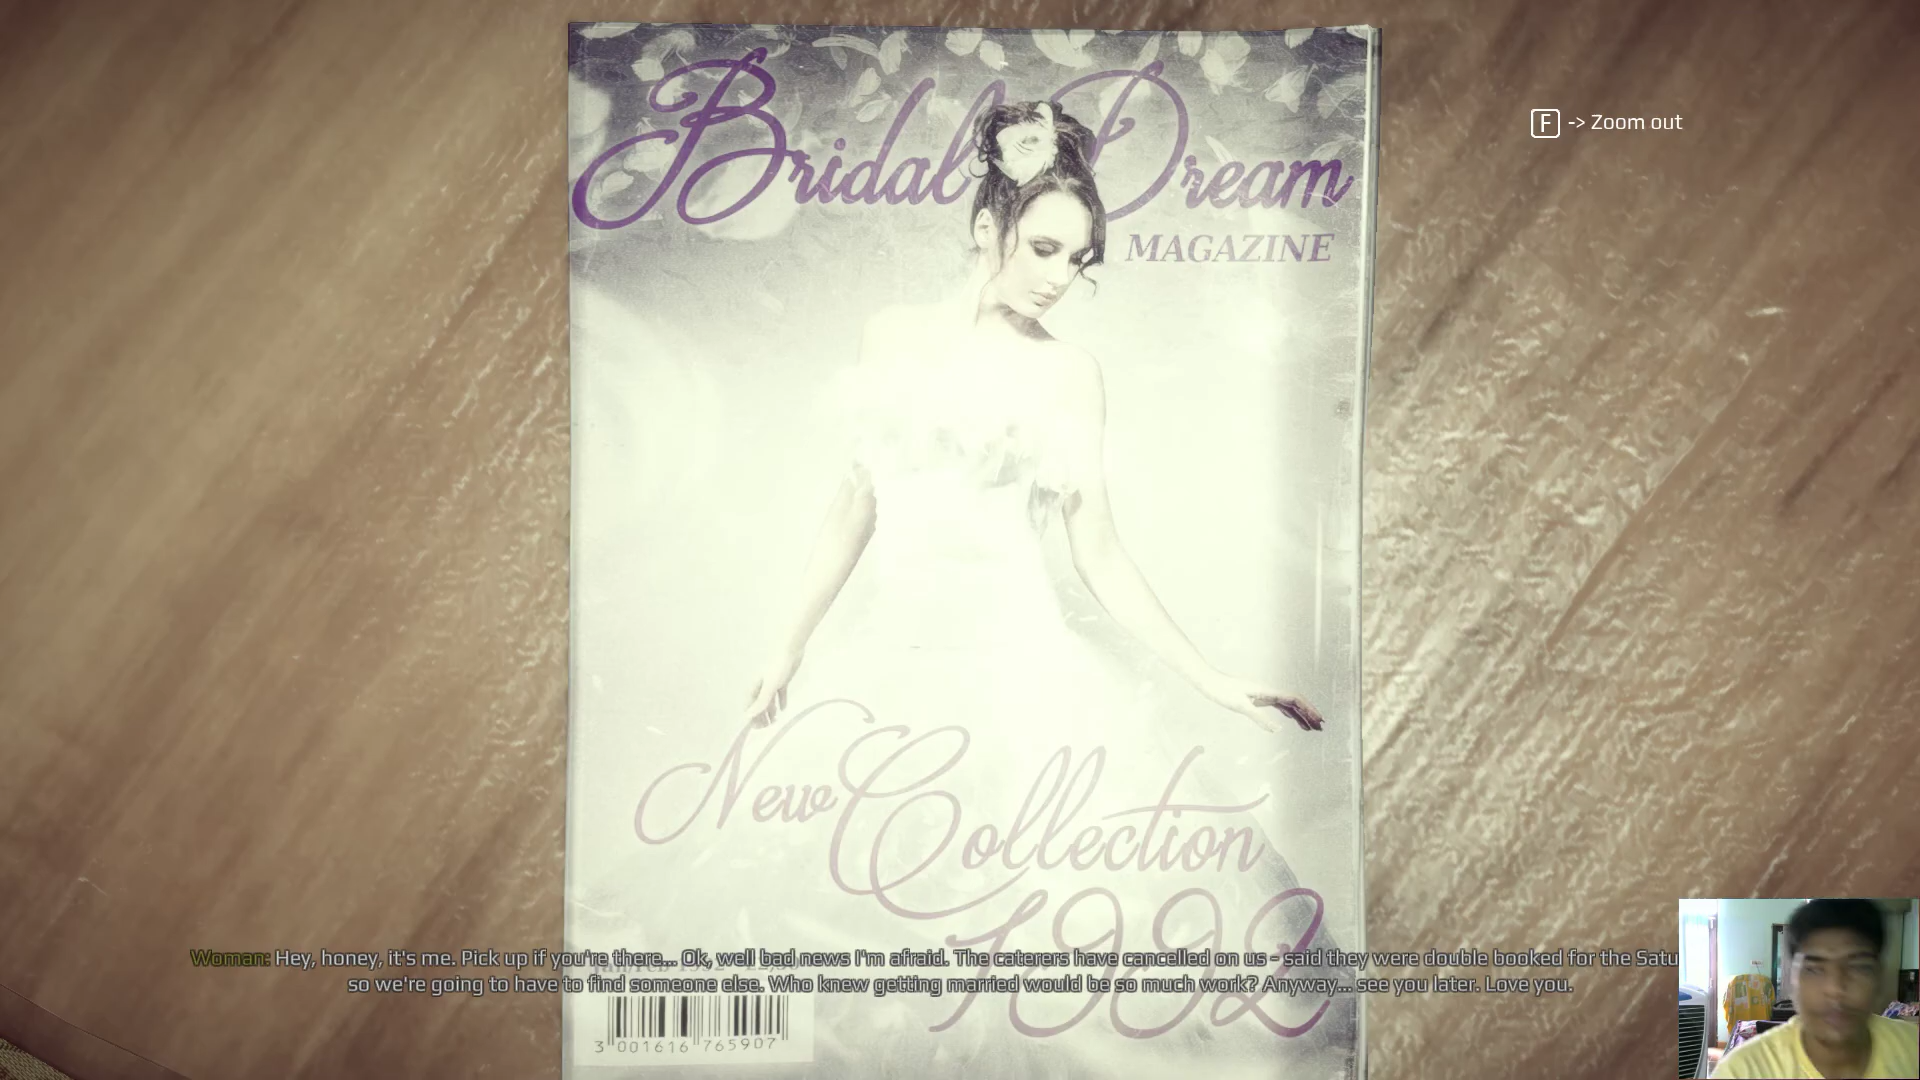 Bridal Dream
MAGAZINE
F -> Zoom out
New Collection
1992
Woman: Hey, honey, it's me. Pick up if you're there... Ok, well bad news I'm afraid. The caterers have cancelled on us - said they were double booked for the Satu
so we're going to have to find someone else. Who knew getting married would be so much work? Anyway... see you later. Love you.
3 001616 765907